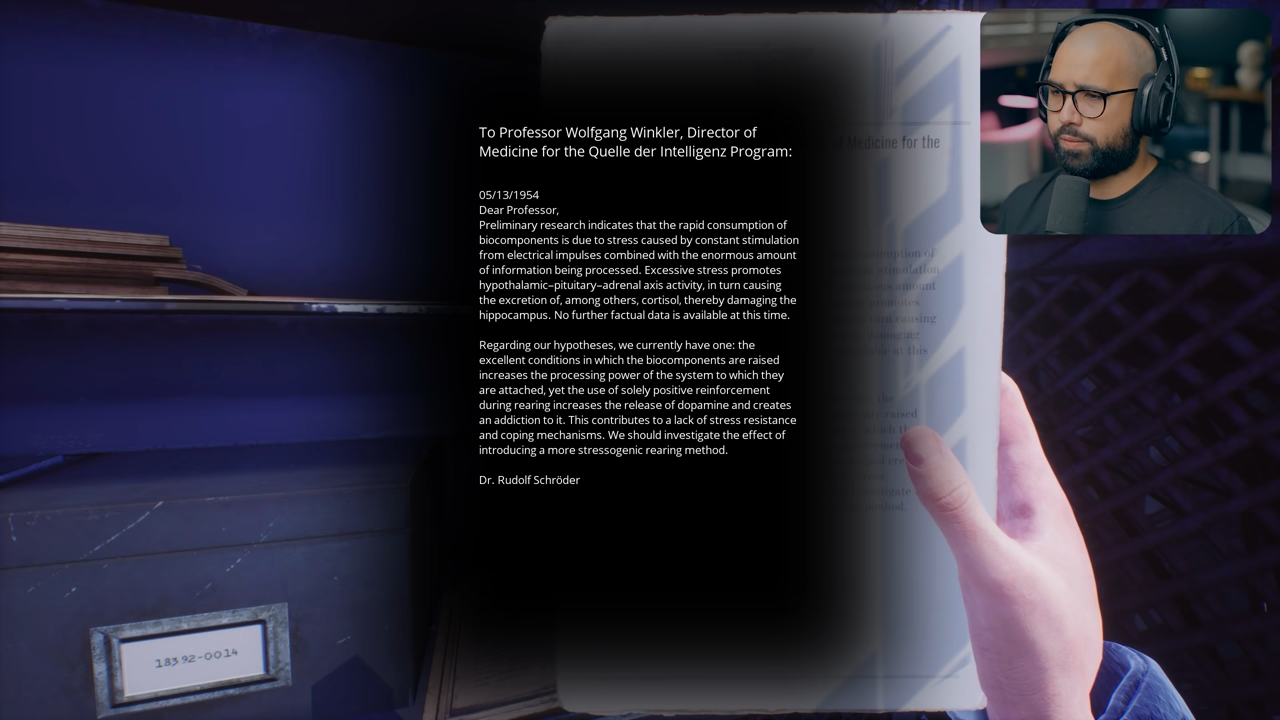 To Professor Wolfgang Winkler, Director of
Medicine for the Quelle der Intelligenz Program:
05/13/1954
Dear Professor,
Preliminary research indicates that the rapid consumption of
biocomponents is due to stress caused by constant stimulation
from electrical impulses combined with the enormous amount
of information being processed. Excessive stress promotes
hypothalamic–pituitary–adrenal axis activity, in turn causing
the excretion of, among others, cortisol, thereby damaging the
hippocampus. No further factual data is available at this time.
Regarding our hypotheses, we currently have one: the
excellent conditions in which the biocomponents are raised
increases the processing power of the system to which they
are attached, yet the use of solely positive reinforcement
during rearing increases the release of dopamine and creates
an addiction to it. This contributes to a lack of stress resistance
and coping mechanisms. We should investigate the effect of
introducing a more stressogenic rearing method.
Dr. Rudolf Schröder
Medicine for the
18392-0014